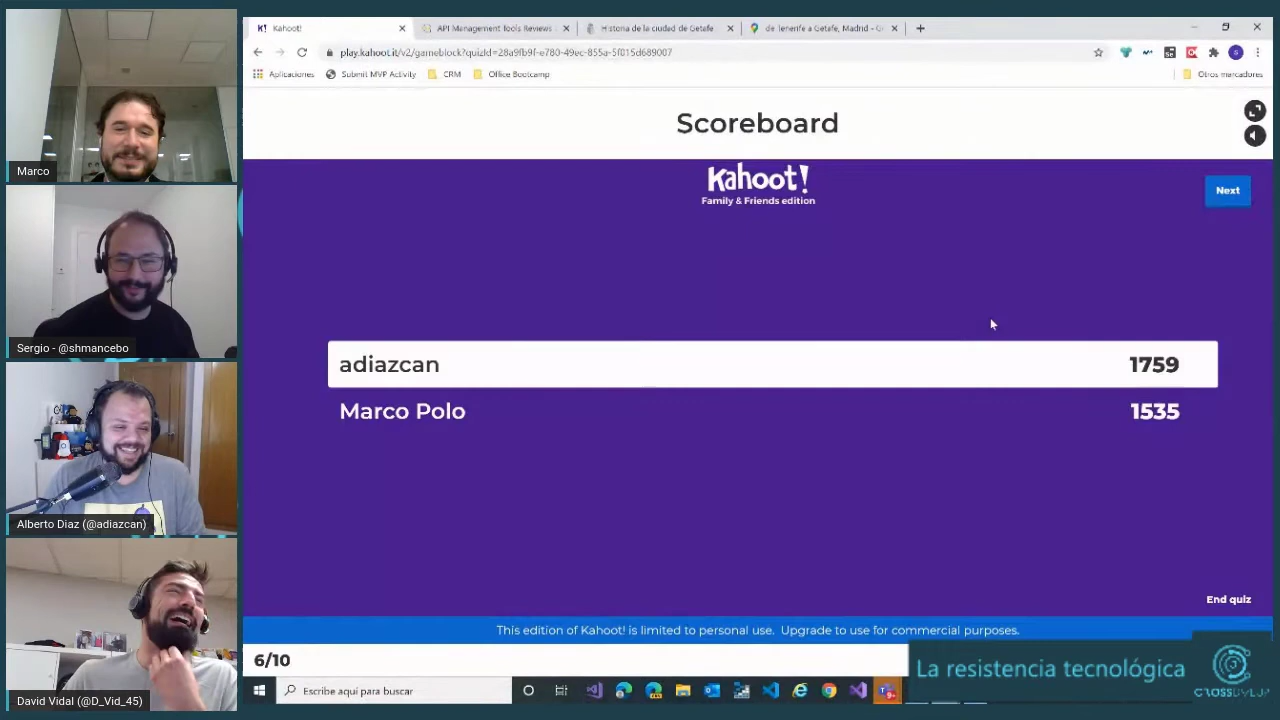 Marco
Sergio - @shmancebo
Alberto Diaz (@adiazcan)
David Vidal (@D_Vid_45)
Kahoot!
API Management Tools Reviews
Historia de la ciudad de Getafe
de Tenerife a Getafe, Madrid - G
play.kahoot.it/v2/gameblock?quizId=28a9fb9f-e780-49ec-855a-5f015d689007
Aplicaciones
Submit MVP Activity
CRM
Office Bootcamp
Otros marcadores
Scoreboard
Kahoot!
Family & Friends edition
Next
adiazcan 1759
Marco Polo 1535
End quiz
This edition of Kahoot! is limited to personal use. Upgrade to use for commercial purposes.
6/10
La resistencia tecnológica
Escribe aquí para buscar